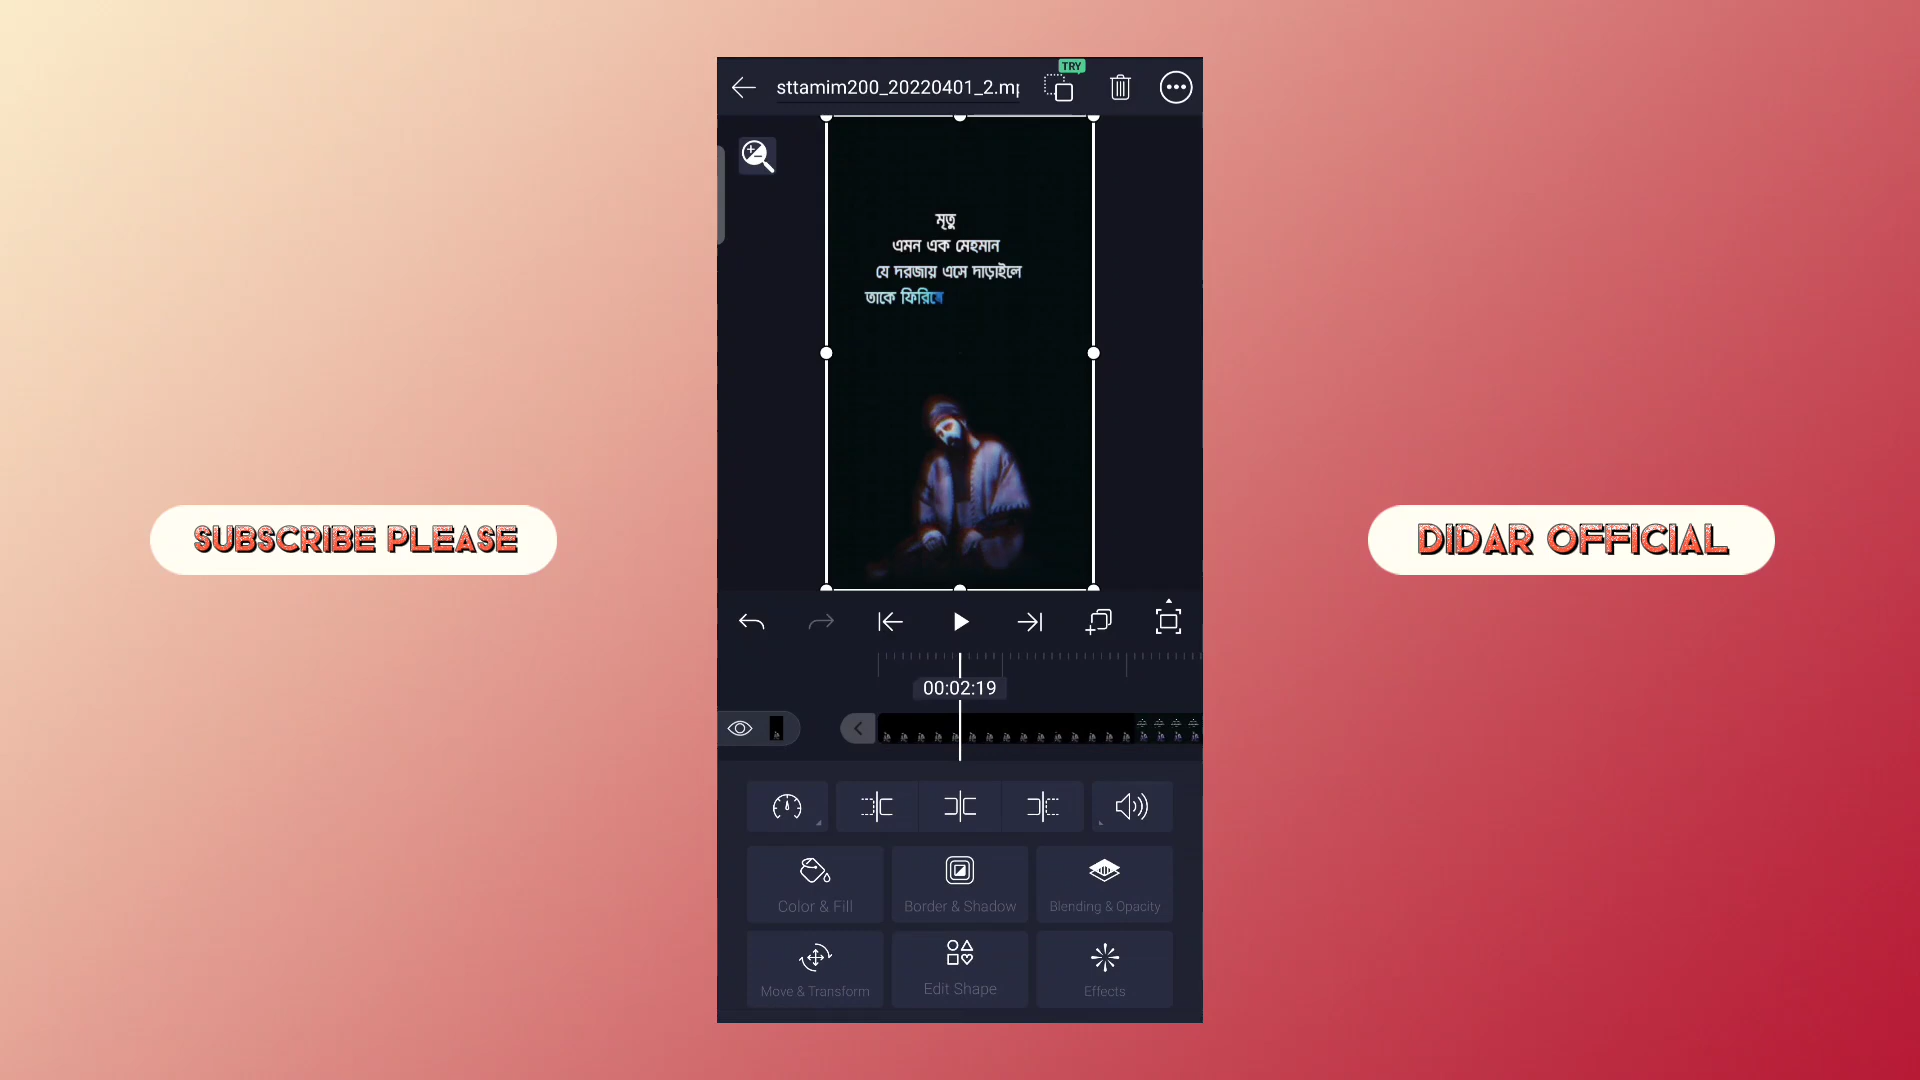 TRY
sttamim200_20220401_2.mp
মৃতু
এমন এক মেহমান
যে দরজায় এসে দাড়াইলে
তাকে
SUBSCRIBE PLEASE
DIDAR OFFICIAL
00:02:19
Color & Fill
Border & Shadow
Blending & Opacity
Move & Transform
Edit Shape
Effects